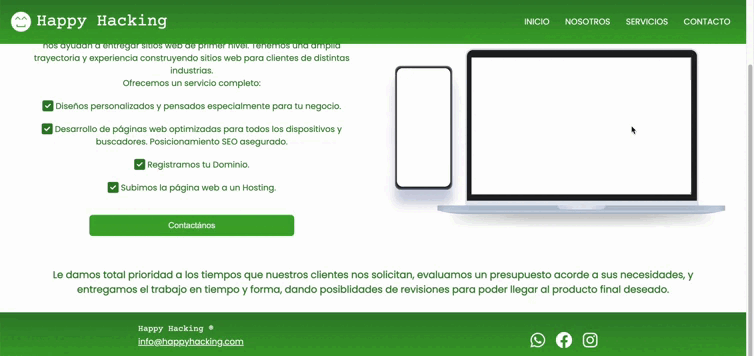 Happy Hacking
INICIO NOSOTROS SERVICIOS CONTACTO
nos ayudan a entregar sitios web de primer nivel. Tenemos una amplia
trayectoria y experiencia construyendo sitios web para clientes de distintas
industrias.
Ofrecemos un servicio completo:
Diseños personalizados y pensados especialmente para tu negocio.
Desarrollo de páginas web optimizadas para todos los dispositivos y
buscadores. Posicionamiento SEO asegurado.
Registramos tu Dominio.
Subimos la página web a un Hosting.
Contactános
Le damos total prioridad a los tiempos que nuestros clientes nos solicitan, evaluamos un presupuesto acorde a sus necesidades, y
entregamos el trabajo en tiempo y forma, dando posiblidades de revisiones para poder llegar al producto final deseado.
Happy Hacking ®
info@happyhacking.com